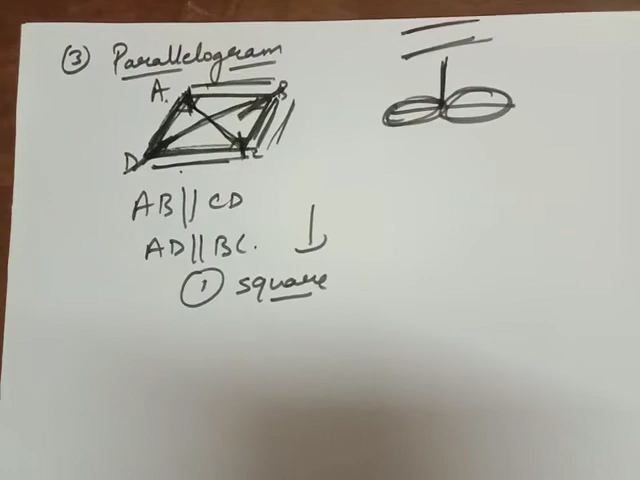 ③ Parallelogram
A. B
D C
AB || CD
AD || BC.
① square